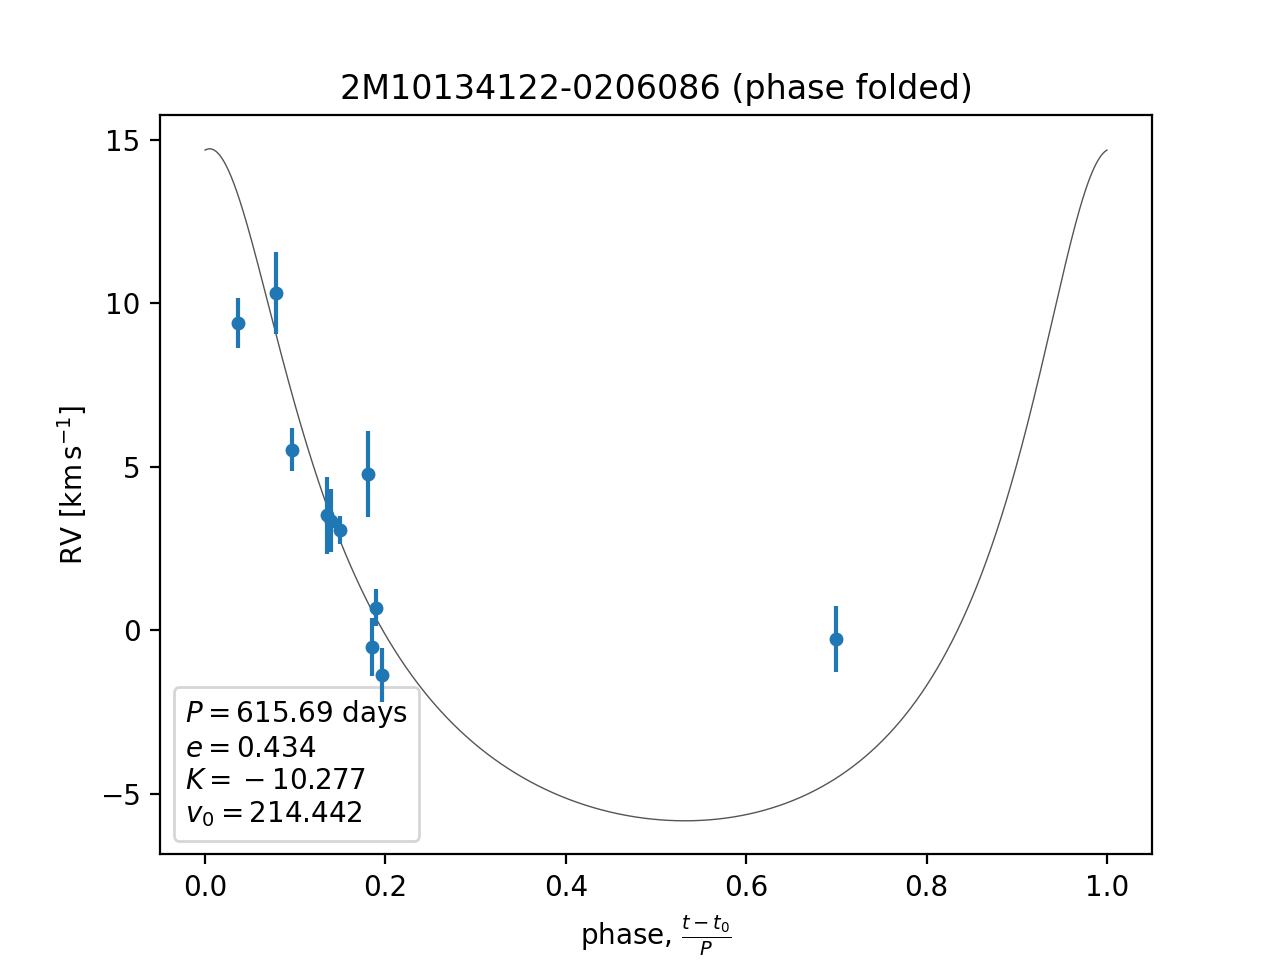 2M10134122-0206086 (phase folded)
15
10
5
0
−5
RV [km s⁻¹]
P = 615.69 days
e = 0.434
K = − 10.277
v₀ = 214.442
0.0 0.2 0.4 0.6 0.8 1.0
phase, (t − t₀)/P